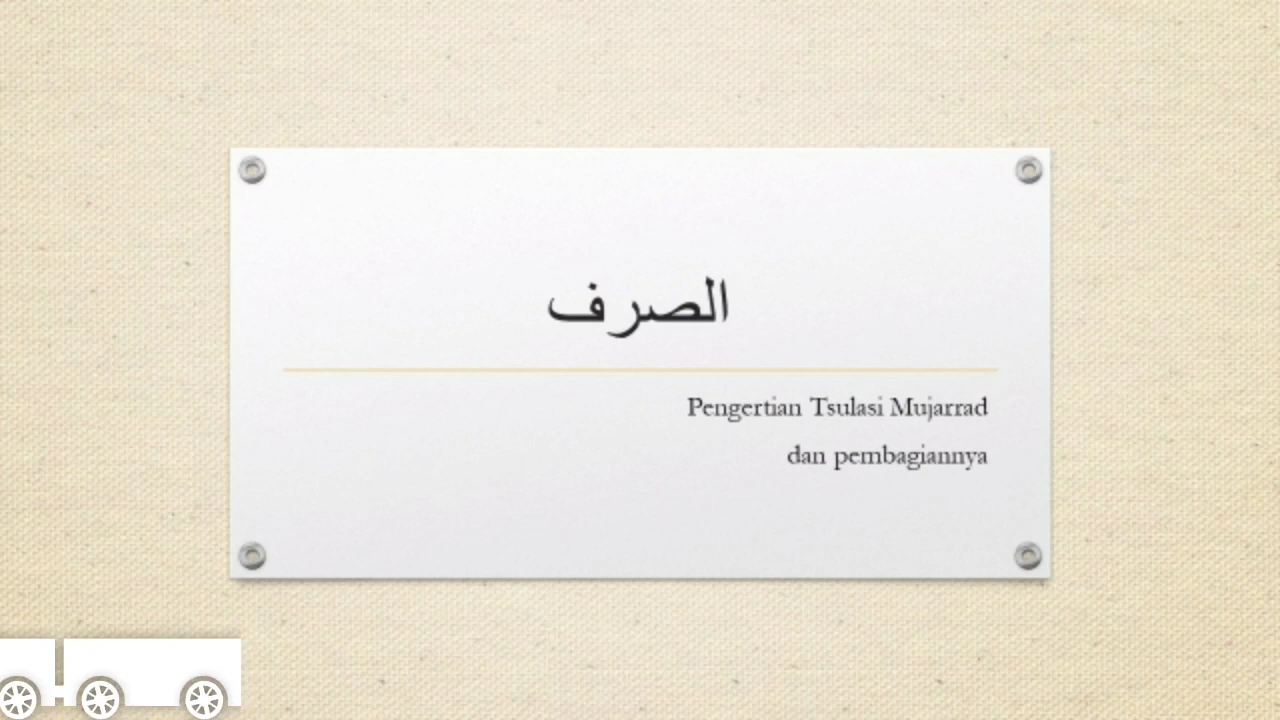 الصرف
Pengertian Tsulasi Mujarrad
dan pembagiannya